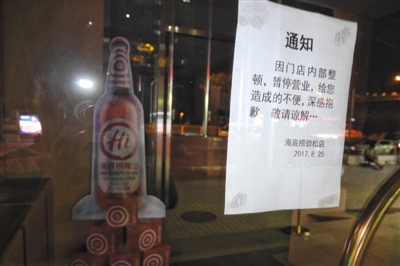 通知
因门店内部整
顿，暂停营业，给您
造成的不便，深感抱
歉，敬请谅解…
海底捞劲松店
2017.8.25
Hi